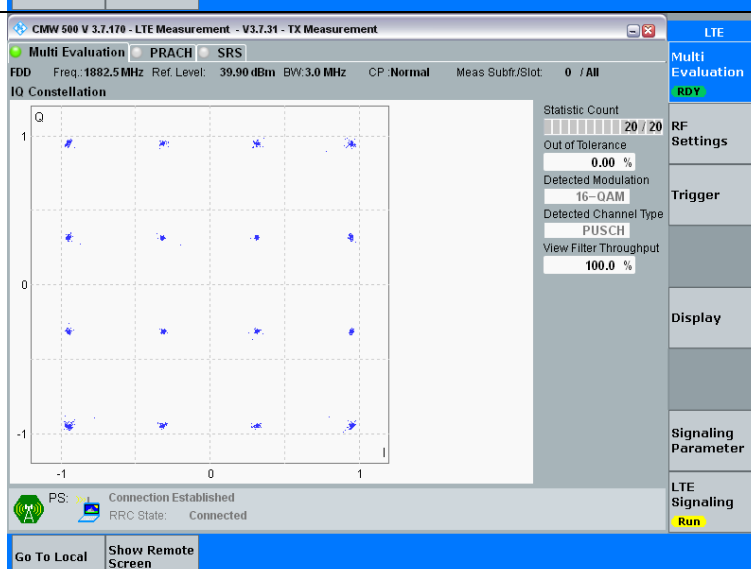 CMW 500 V 3.7.170 - LTE Measurement - V3.7.31 - TX Measurement
LTE
Multi Evaluation PRACH SRS
FDD Freq.: 1882.5 MHz Ref. Level: 39.90 dBm BW: 3.0 MHz CP : Normal Meas Subfr./Slot: 0 / All
IQ Constellation
Q
1
0
-1
-1 0 1
I
Statistic Count
20 / 20
Out of Tolerance
0.00 %
Detected Modulation
16-QAM
Detected Channel Type
PUSCH
View Filter Throughput
100.0 %
Multi
Evaluation
RDY
RF
Settings
Trigger
Display
Signaling
Parameter
LTE
Signaling
Run
PS: Connection Established
RRC State: Connected
Go To Local
Show Remote
Screen